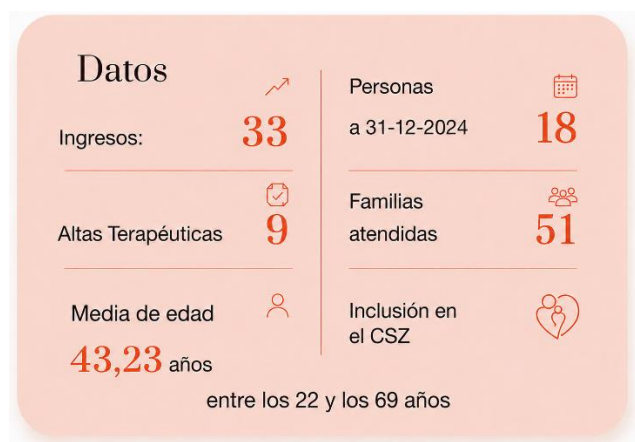 Datos
Ingresos: 33
Altas Terapéuticas 9
Media de edad
43,23 años
Personas
a 31-12-2024 18
Familias
atendidas 51
Inclusión en
el CSZ
entre los 22 y los 69 años